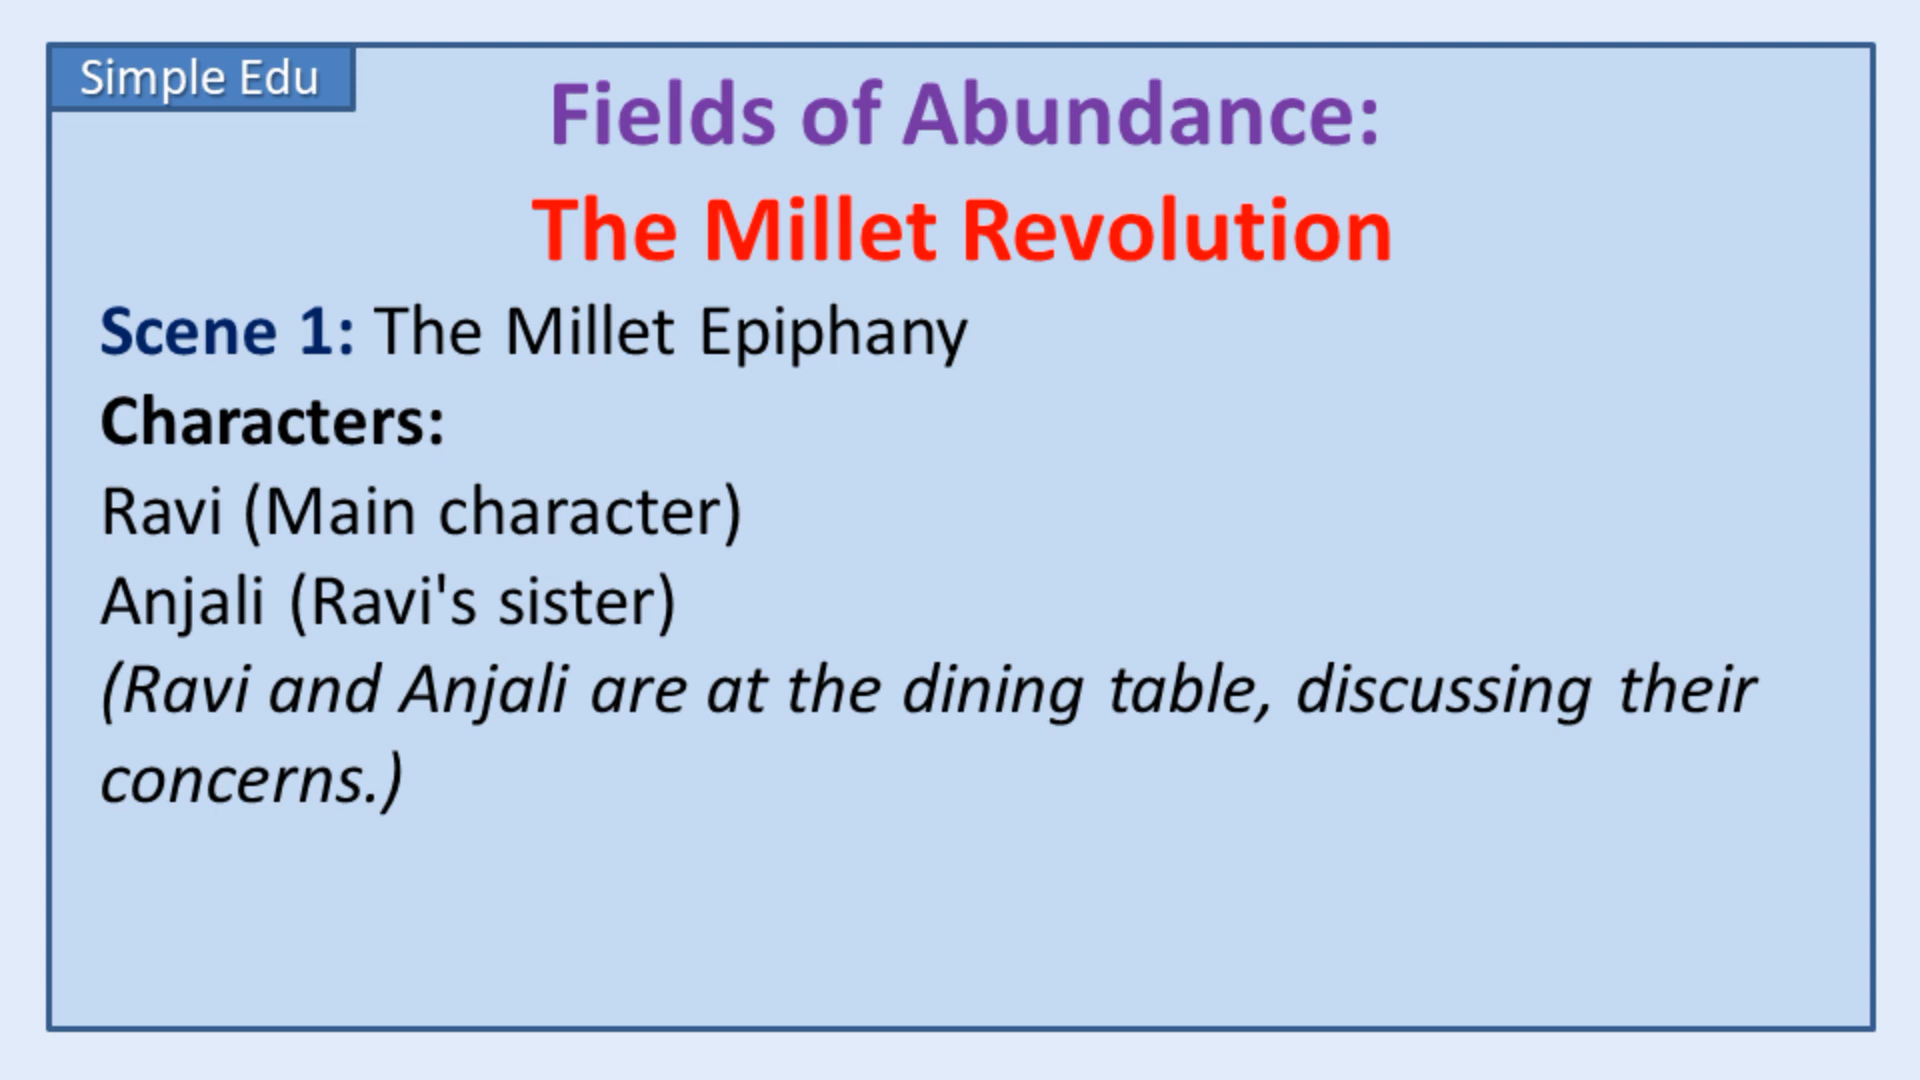 Simple Edu
Fields of Abundance:
The Millet Revolution
Scene 1: The Millet Epiphany
Characters:
Ravi (Main character)
Anjali (Ravi's sister)
(Ravi and Anjali are at the dining table, discussing their
concerns.)